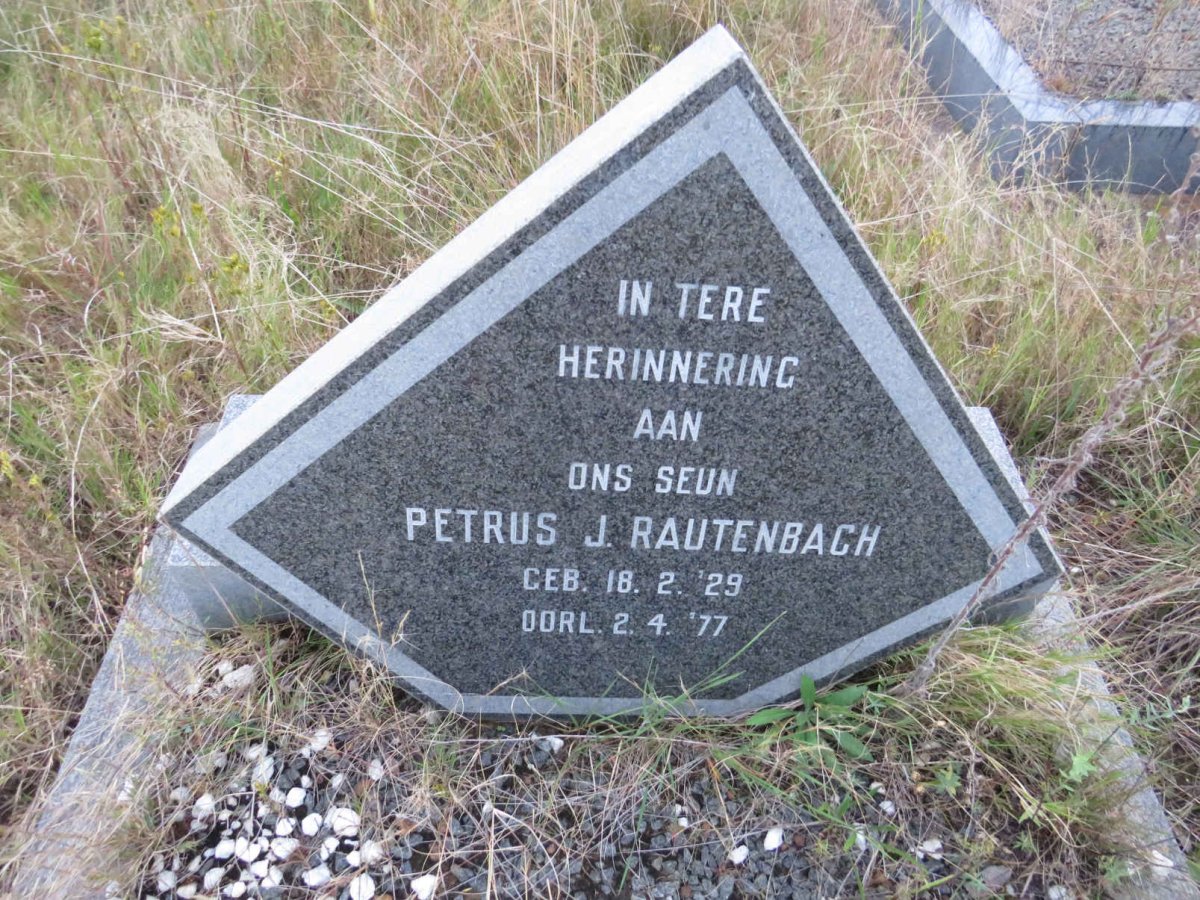 IN TERE
HERINNERING
AAN
ONS SEUN
PETRUS J. RAUTENBACH
GEB. 18. 2. '29
OORL. 2. 4. '77